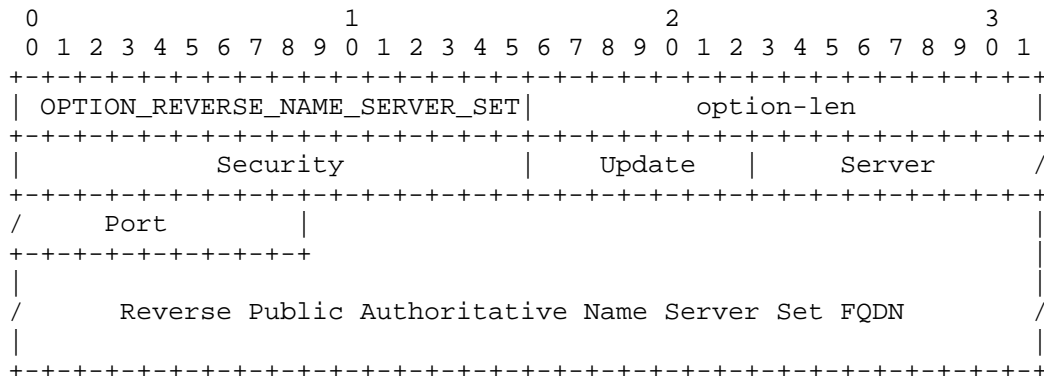 0                   1                   2                   3
 0 1 2 3 4 5 6 7 8 9 0 1 2 3 4 5 6 7 8 9 0 1 2 3 4 5 6 7 8 9 0 1
+-+-+-+-+-+-+-+-+-+-+-+-+-+-+-+-+-+-+-+-+-+-+-+-+-+-+-+-+-+-+-+-+
| OPTION_REVERSE_NAME_SERVER_SET|          option-len           |
+-+-+-+-+-+-+-+-+-+-+-+-+-+-+-+-+-+-+-+-+-+-+-+-+-+-+-+-+-+-+-+-+
|            Security           |    Update   |     Server      /
+-+-+-+-+-+-+-+-+-+-+-+-+-+-+-+-+-+-+-+-+-+-+-+-+-+-+-+-+-+-+-+-+
/     Port        |                                             |
+-+-+-+-+-+-+-+-+-+                                             |
|                                                               |
/      Reverse Public Authoritative Name Server Set FQDN        /
|                                                               |
+-+-+-+-+-+-+-+-+-+-+-+-+-+-+-+-+-+-+-+-+-+-+-+-+-+-+-+-+-+-+-+-+